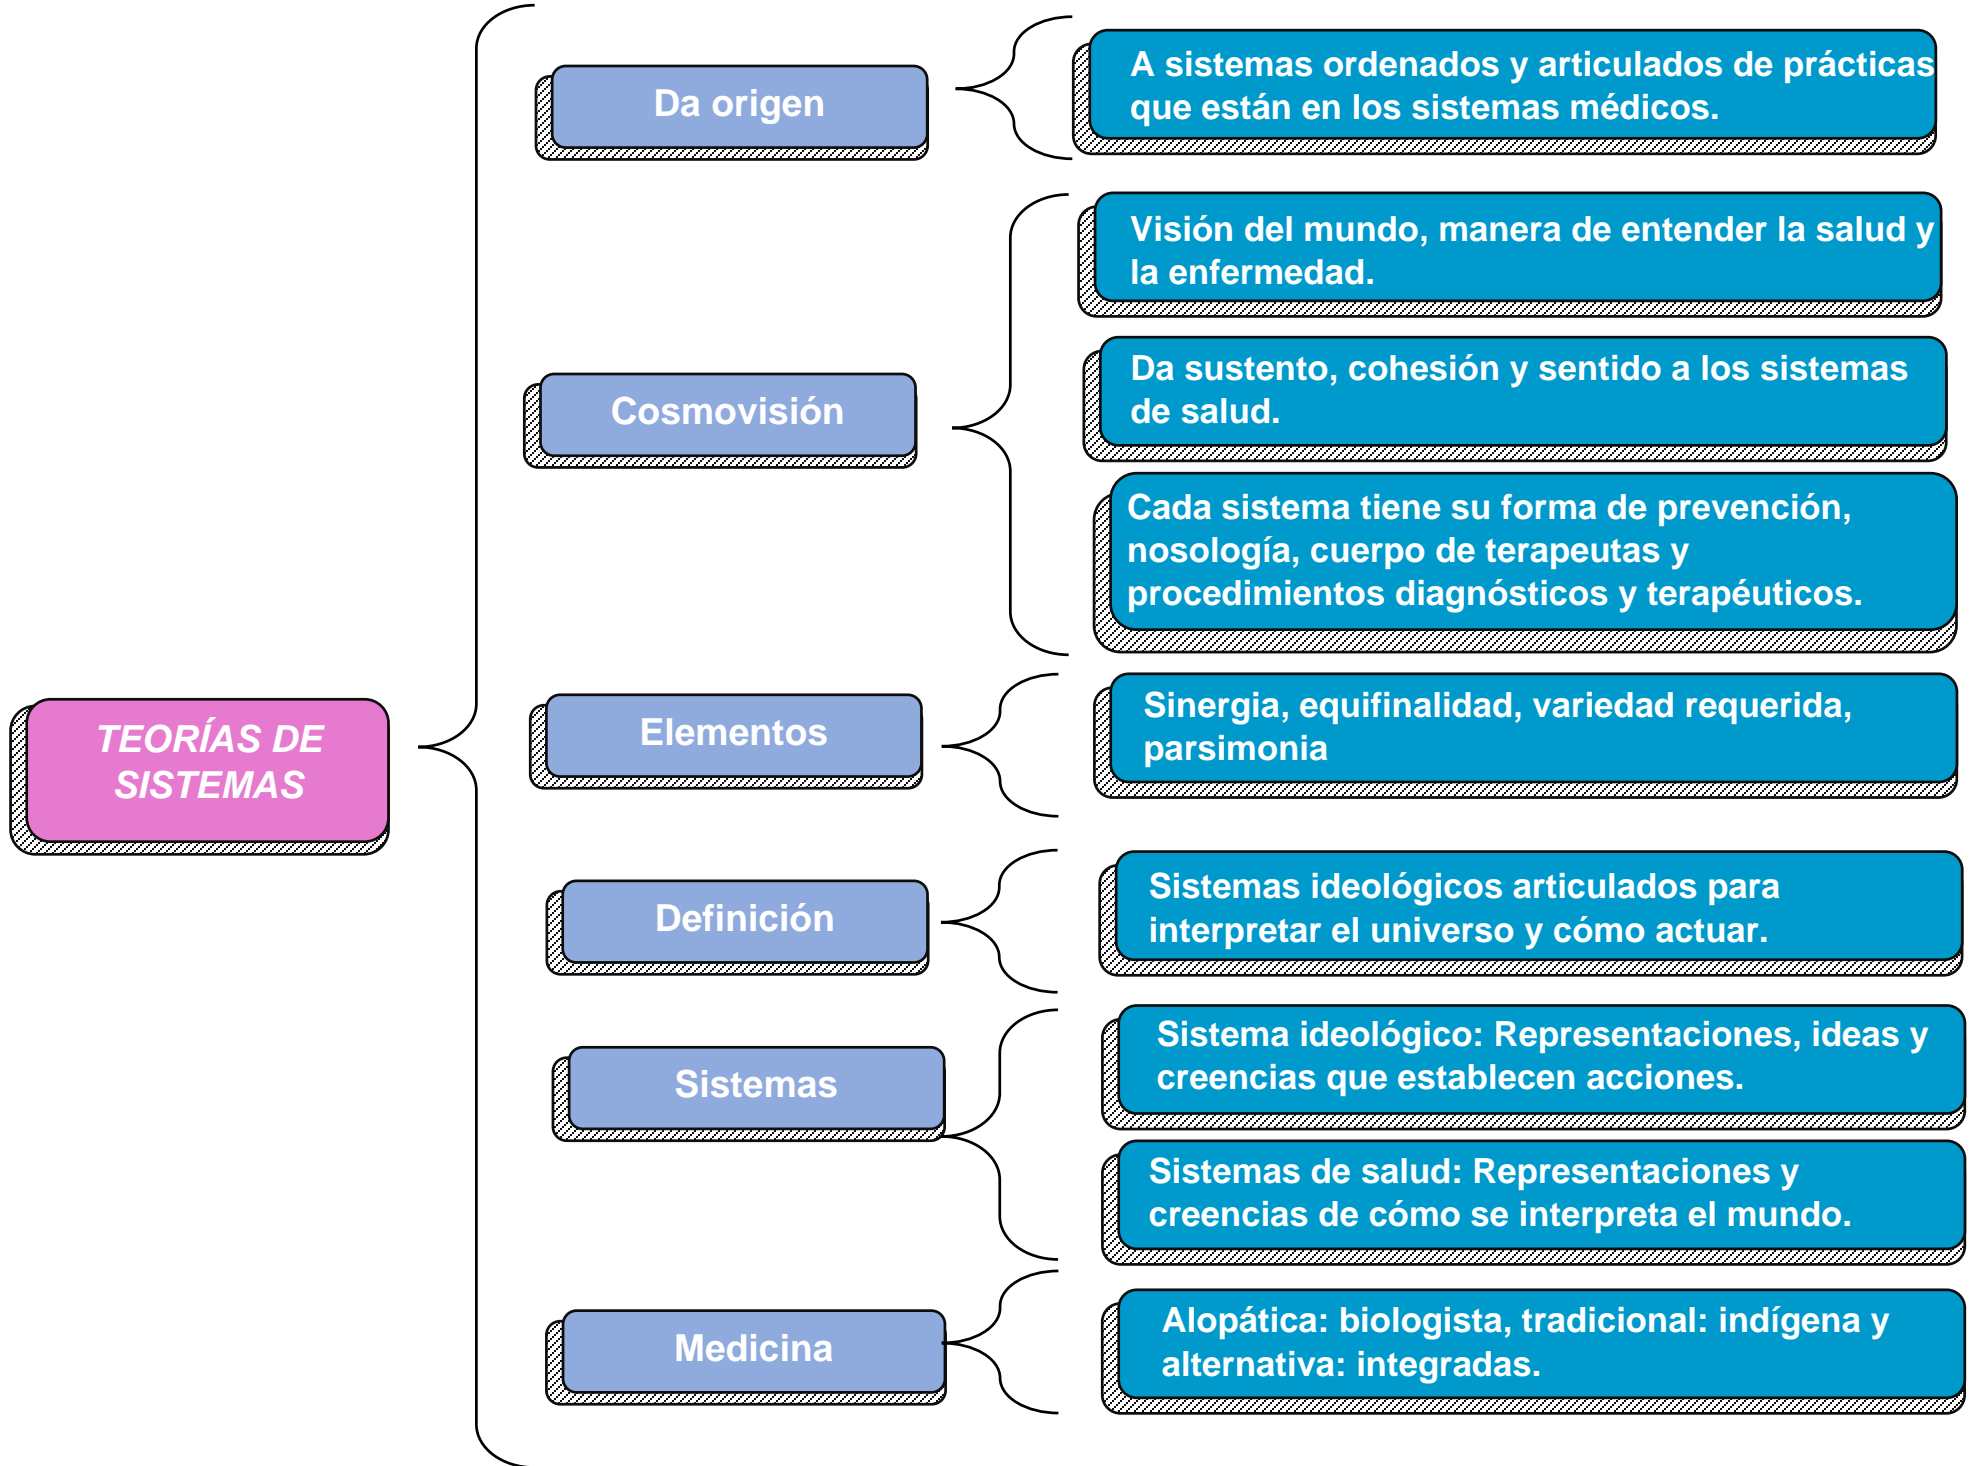 TEORÍAS DE
SISTEMAS
Da origen
A sistemas ordenados y articulados de prácticas
que están en los sistemas médicos.
Cosmovisión
Visión del mundo, manera de entender la salud y
la enfermedad.
Da sustento, cohesión y sentido a los sistemas
de salud.
Cada sistema tiene su forma de prevención,
nosología, cuerpo de terapeutas y
procedimientos diagnósticos y terapéuticos.
Elementos
Sinergia, equifinalidad, variedad requerida,
parsimonia
Definición
Sistemas ideológicos articulados para
interpretar el universo y cómo actuar.
Sistemas
Sistema ideológico: Representaciones, ideas y
creencias que establecen acciones.
Sistemas de salud: Representaciones y
creencias de cómo se interpreta el mundo.
Medicina
Alopática: biologista, tradicional: indígena y
alternativa: integradas.